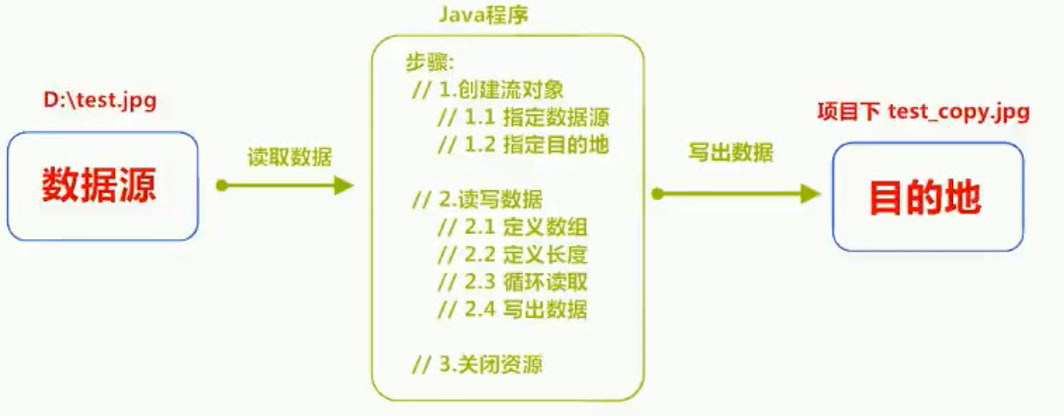 Java程序
D:\test.jpg
数据源
读取数据
步骤:
// 1.创建流对象
// 1.1 指定数据源
// 1.2 指定目的地
// 2.读写数据
// 2.1 定义数组
// 2.2 定义长度
// 2.3 循环读取
// 2.4 写出数据
// 3.关闭资源
写出数据
项目下 test_copy.jpg
目的地